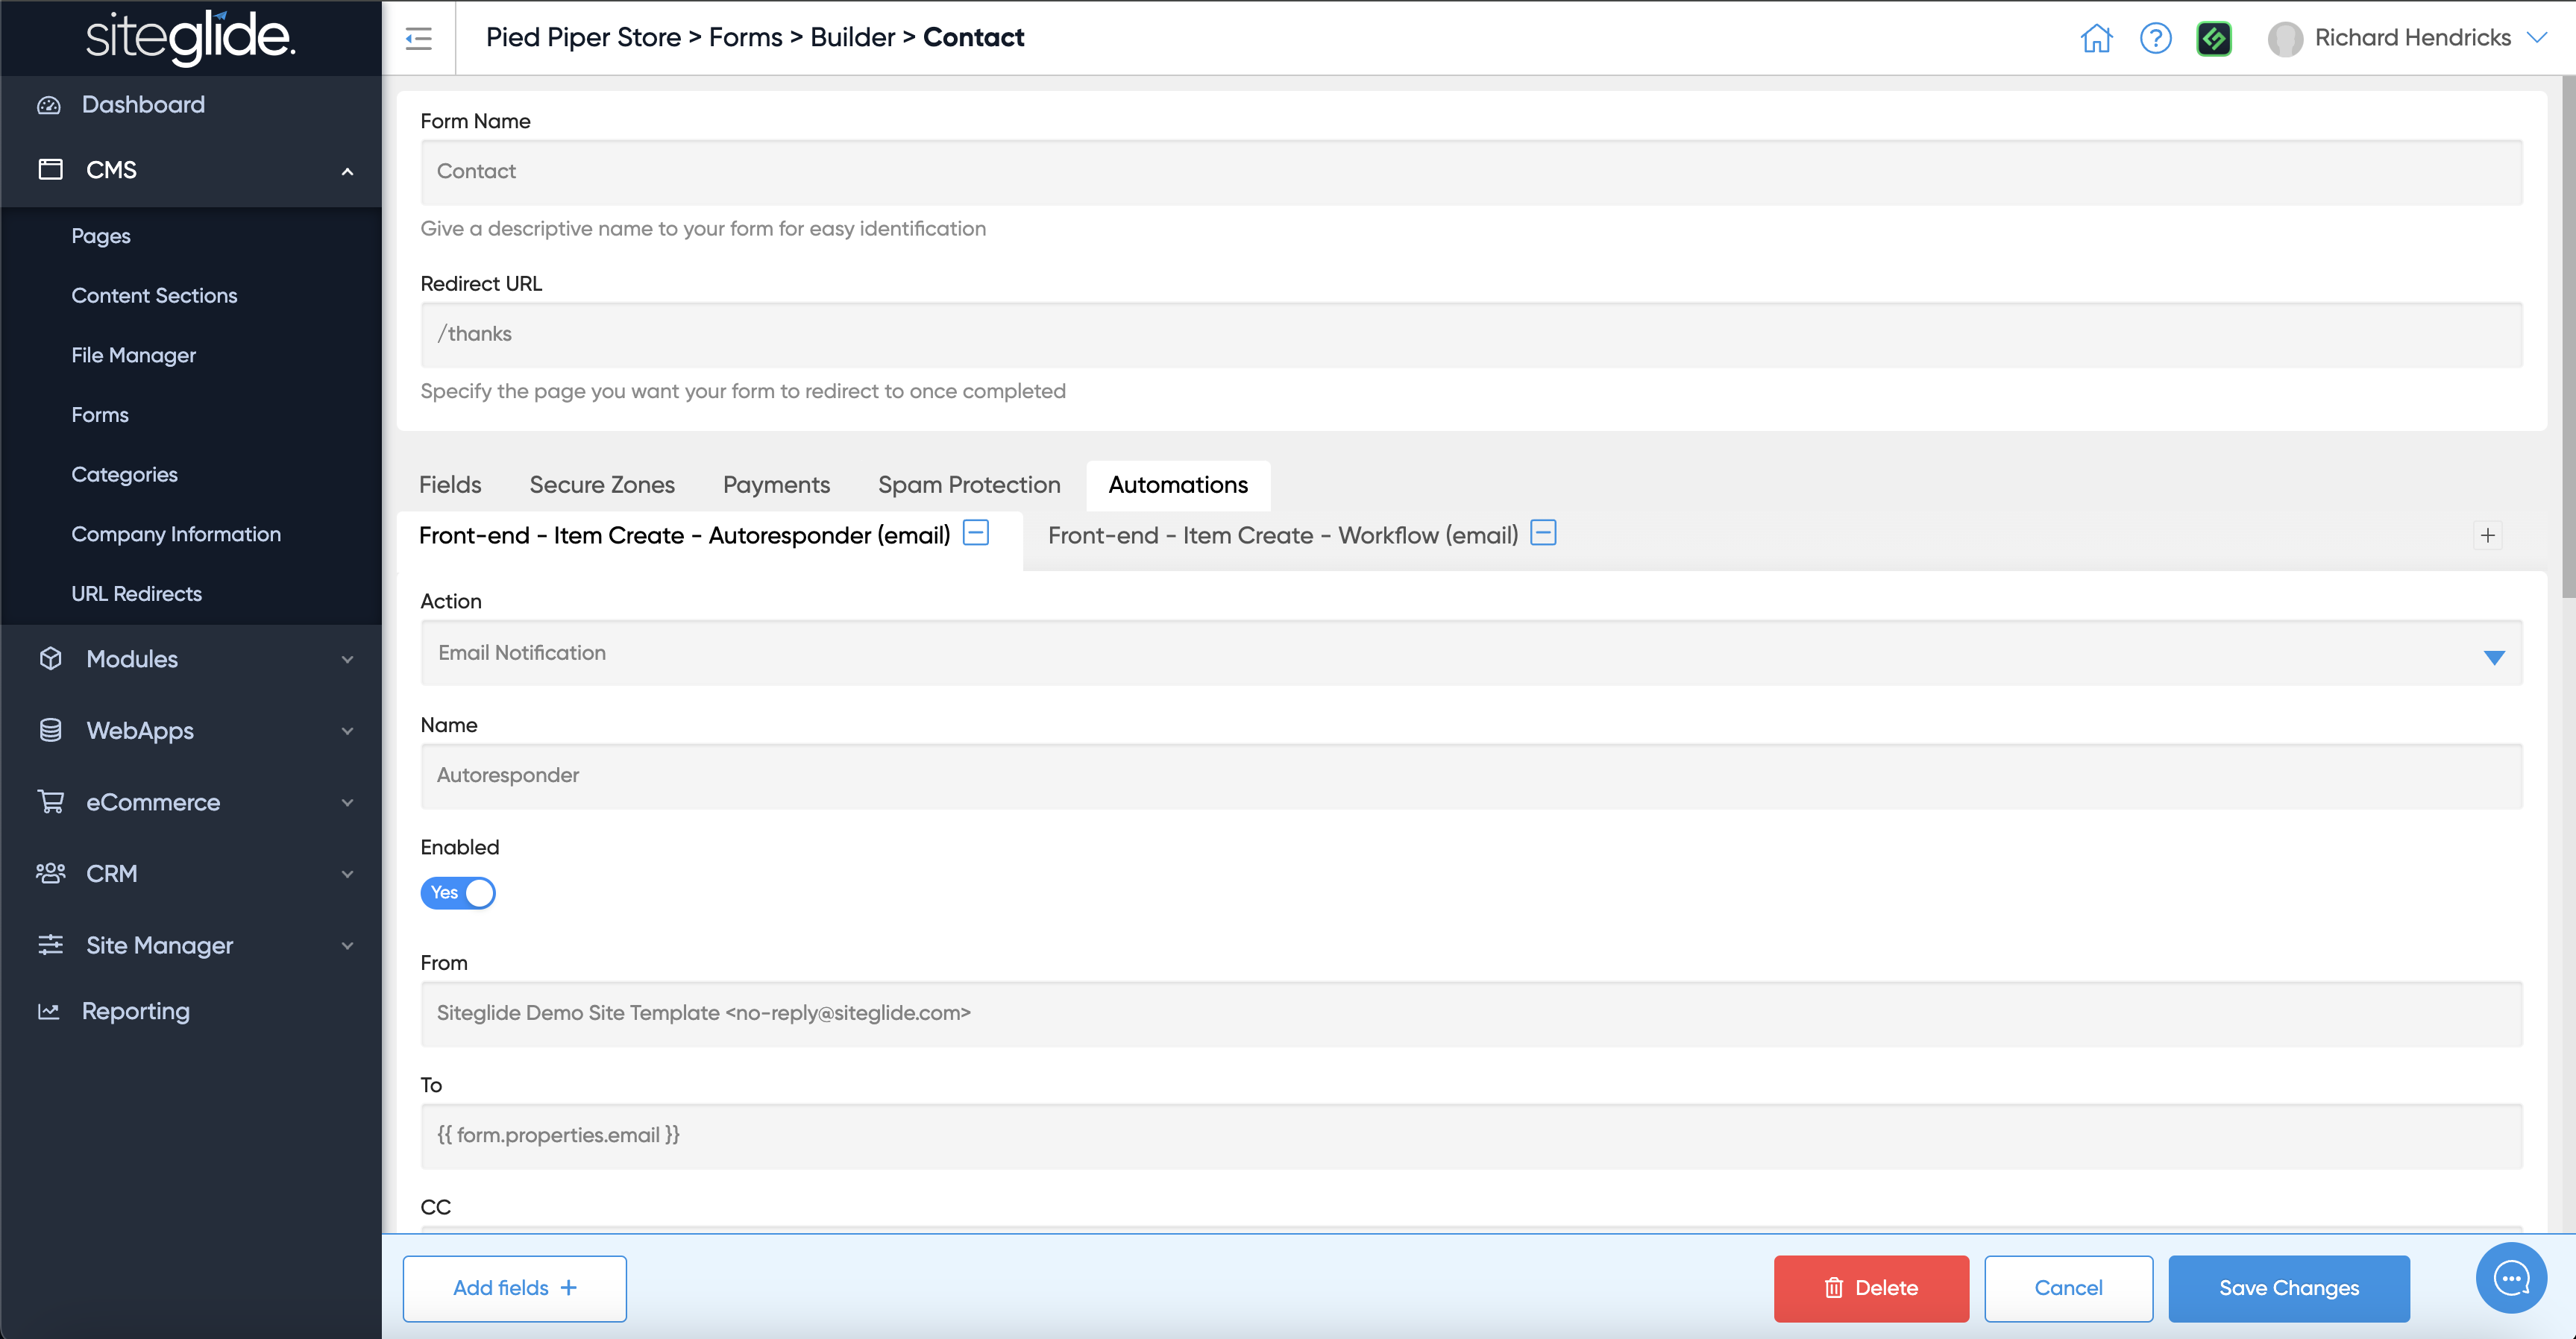 siteglide.
Pied Piper Store > Forms > Builder > Contact
Richard Hendricks
Dashboard
CMS
Pages
Content Sections
File Manager
Forms
Categories
Company Information
URL Redirects
Modules
WebApps
eCommerce
CRM
Site Manager
Reporting
Form Name
Contact
Give a descriptive name to your form for easy identification
Redirect URL
/thanks
Specify the page you want your form to redirect to once completed
Fields Secure Zones Payments Spam Protection Automations
Front-end - Item Create - Autoresponder (email) Front-end - Item Create - Workflow (email)
Action
Email Notification
Name
Autoresponder
Enabled
Yes
From
Siteglide Demo Site Template <no-reply@siteglide.com>
To
{{ form.properties.email }}
CC
Add fields +
Delete
Cancel
Save Changes